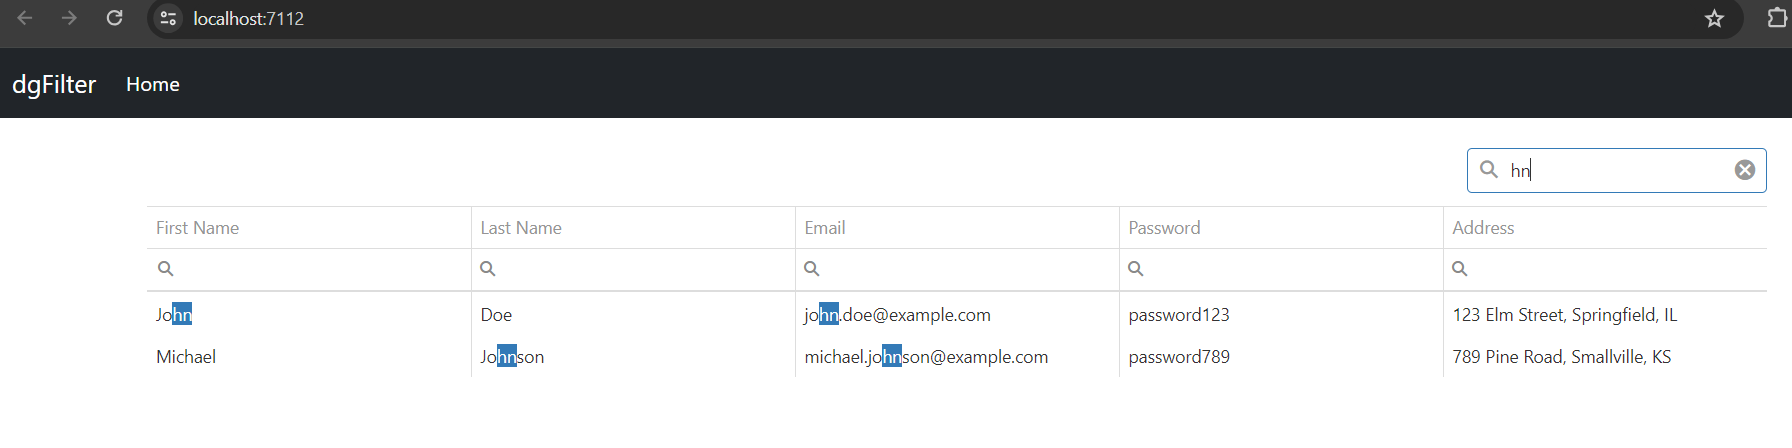 localhost:7112
dgFilter Home
hn
First Name Last Name Email Password Address
John Doe john.doe@example.com password123 123 Elm Street, Springfield, IL
Michael Johnson michael.johnson@example.com password789 789 Pine Road, Smallville, KS